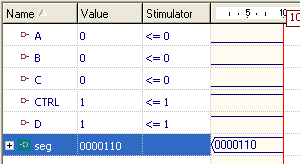 Name Value Stimulator 5 10
A 0 <= 0
B 0 <= 0
C 0 <= 0
CTRL 1 <= 1
D 1 <= 1
seg 0000110 0000110